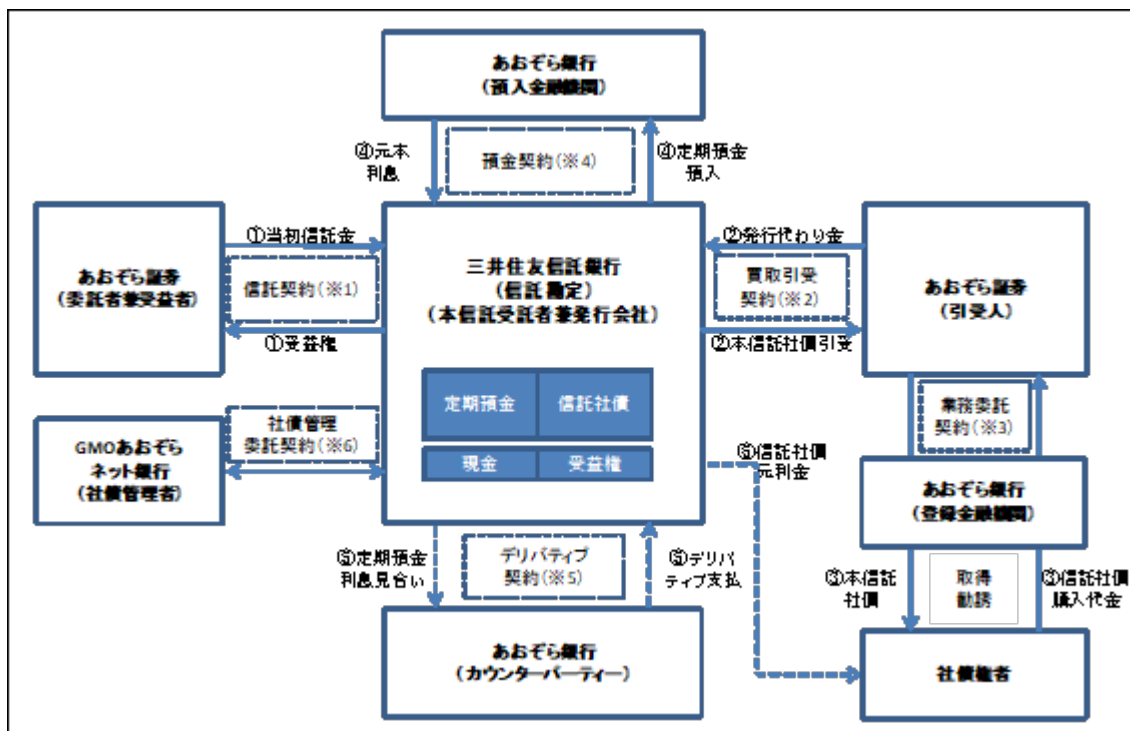 あおぞら銀行
（預入金融機関）
④元本
利息
預金契約（※4）
④定期預金
預入
あおぞら証券
（委託者兼受益者）
①当初信託金
信託契約（※1）
①受益権
三井住友信託銀行
（信託勘定）
（本信託受託者兼発行会社）
定期預金
信託社債
現金
受益権
②発行代わり金
買取引受
契約（※2）
②本信託社債引受
あおぞら証券
（引受人）
GMOあおぞら
ネット銀行
（社債管理者）
社債管理
委託契約（※6）
業務委託
契約（※3）
⑥信託社債
元利金
あおぞら銀行
（登録金融機関）
⑤定期預金
利息見合い
デリバティブ
契約（※5）
⑤デリバ
ティブ支払
③本信託
社債
取得
勧誘
③信託社債
購入代金
あおぞら銀行
（カウンターパーティー）
社債権者